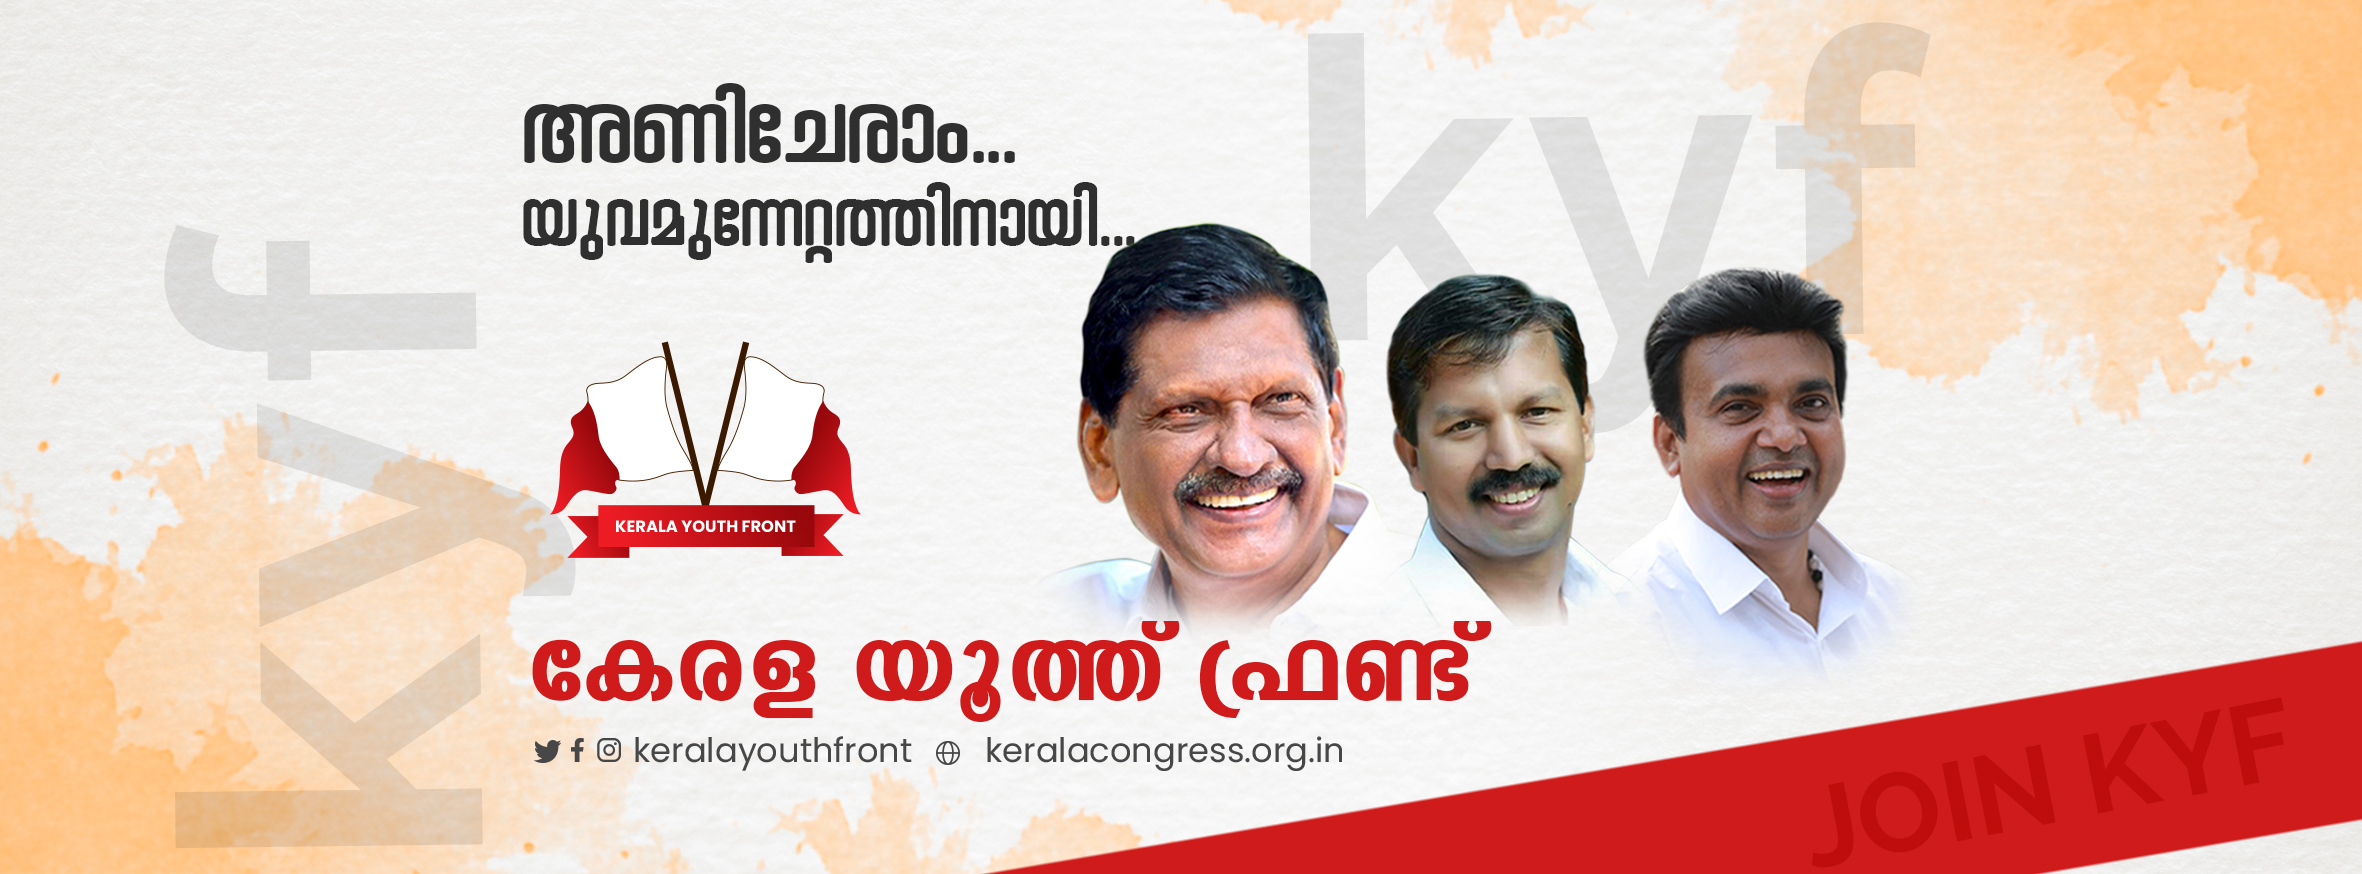 kyf
kyf
അണിചേരാം...
യുവമുന്നേറ്റത്തിനായി...
KERALA YOUTH FRONT
കേരള യൂത്ത് ഫ്രണ്ട്
keralayouthfront keralacongress.org.in
JOIN KYF